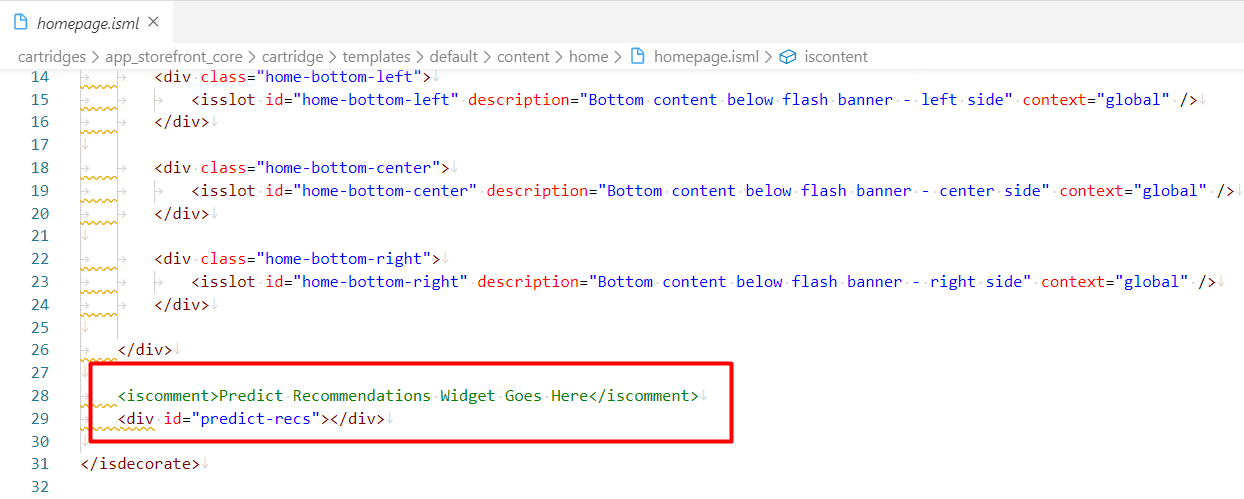 homepage.isml
cartridges > app_storefront_core > cartridge > templates > default > content > home > homepage.isml > iscontent
14 <div class="home-bottom-left">
15 <isslot id="home-bottom-left" description="Bottom content below flash banner - left side" context="global" />
16 </div>
17
18 <div class="home-bottom-center">
19 <isslot id="home-bottom-center" description="Bottom content below flash banner - center side" context="global" />
20 </div>
21
22 <div class="home-bottom-right">
23 <isslot id="home-bottom-right" description="Bottom content below flash banner - right side" context="global" />
24 </div>
25
26 </div>
27
28 <iscomment>Predict Recommendations Widget Goes Here</iscomment>
29 <div id="predict-recs"></div>
30
31 </isdecorate>
32